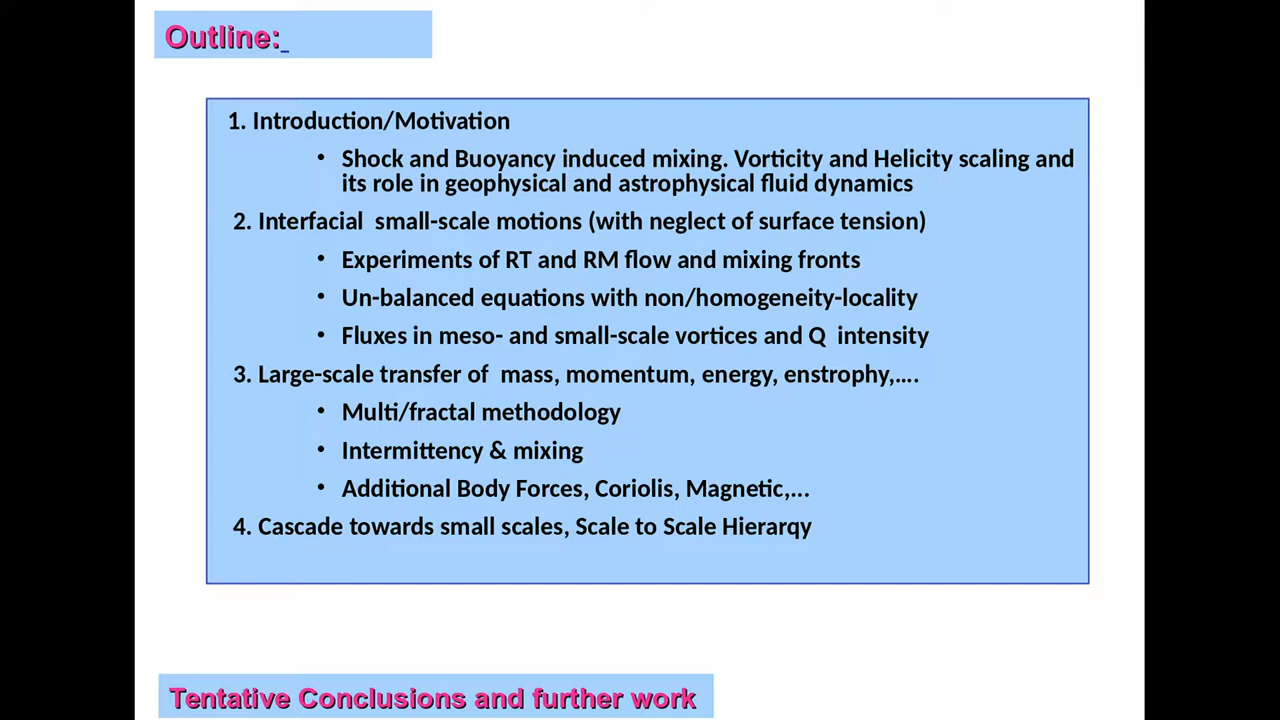 Outline:
1. Introduction/Motivation
• Shock and Buoyancy induced mixing. Vorticity and Helicity scaling and
its role in geophysical and astrophysical fluid dynamics
2. Interfacial small-scale motions (with neglect of surface tension)
• Experiments of RT and RM flow and mixing fronts
• Un-balanced equations with non/homogeneity-locality
• Fluxes in meso- and small-scale vortices and Q intensity
3. Large-scale transfer of mass, momentum, energy, enstrophy,....
• Multi/fractal methodology
• Intermittency & mixing
• Additional Body Forces, Coriolis, Magnetic,...
4. Cascade towards small scales, Scale to Scale Hierarqy
Tentative Conclusions and further work